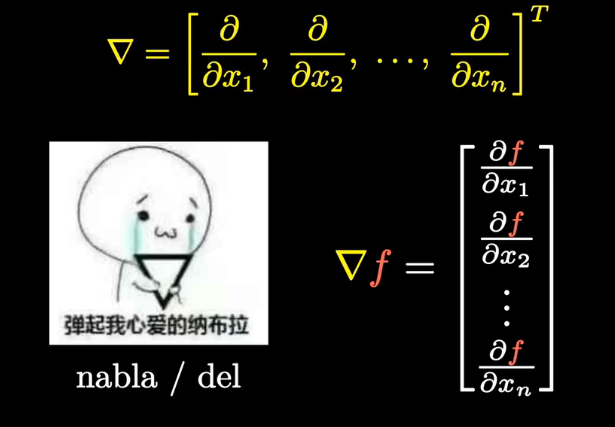 ∇ = [∂/∂x₁, ∂/∂x₂, ..., ∂/∂xₙ]ᵀ
弹起我心爱的纳布拉
nabla / del
∇f = [∂f/∂x₁ ∂f/∂x₂ ⋮ ∂f/∂xₙ]